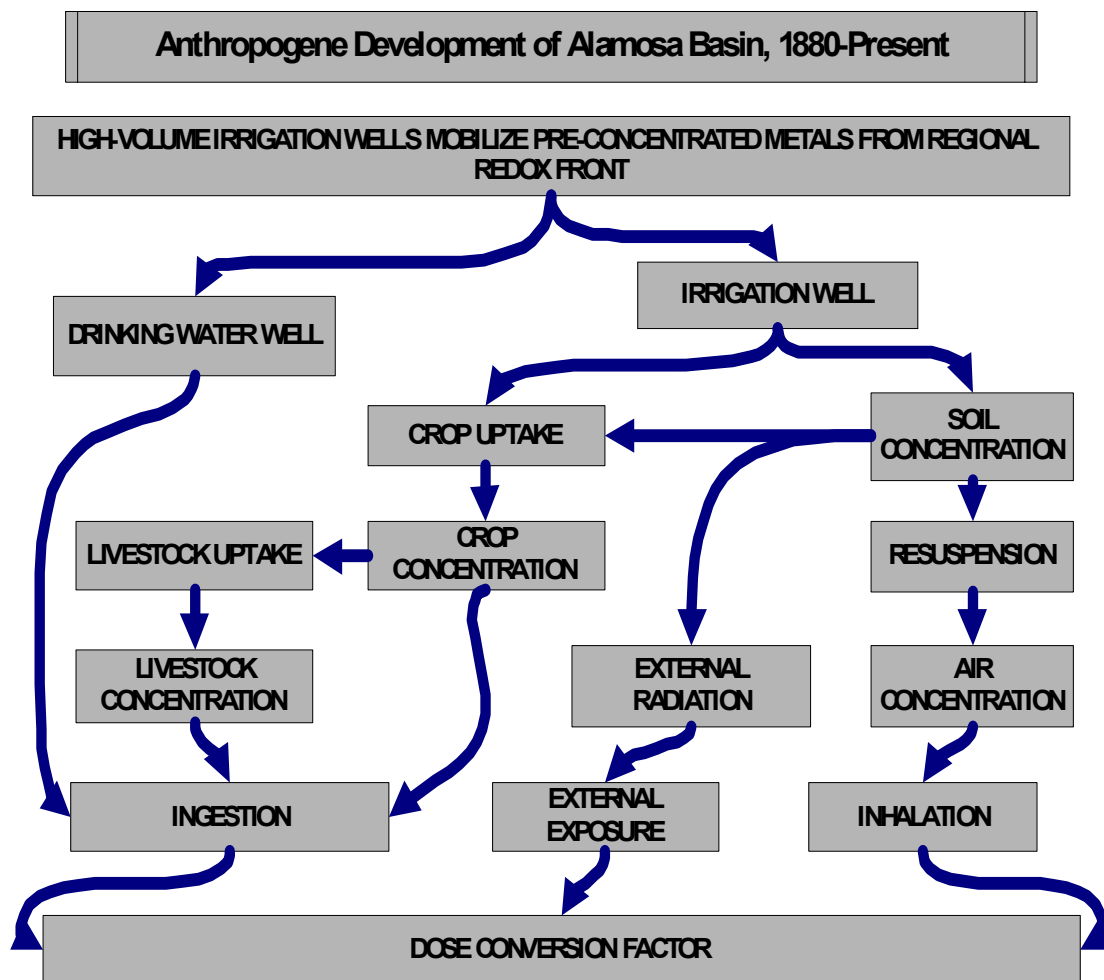 Anthropogene Development of Alamosa Basin, 1880-Present
HIGH-VOLUME IRRIGATION WELLS MOBILIZE PRE-CONCENTRATED METALS FROM REGIONAL
REDOX FRONT
IRRIGATION WELL
DRINKING WATER WELL
CROP UPTAKE
SOIL
CONCENTRATION
LIVESTOCK UPTAKE
CROP
CONCENTRATION
RESUSPENSION
LIVESTOCK
CONCENTRATION
EXTERNAL
RADIATION
AIR
CONCENTRATION
INGESTION
EXTERNAL
EXPOSURE
INHALATION
DOSE CONVERSION FACTOR